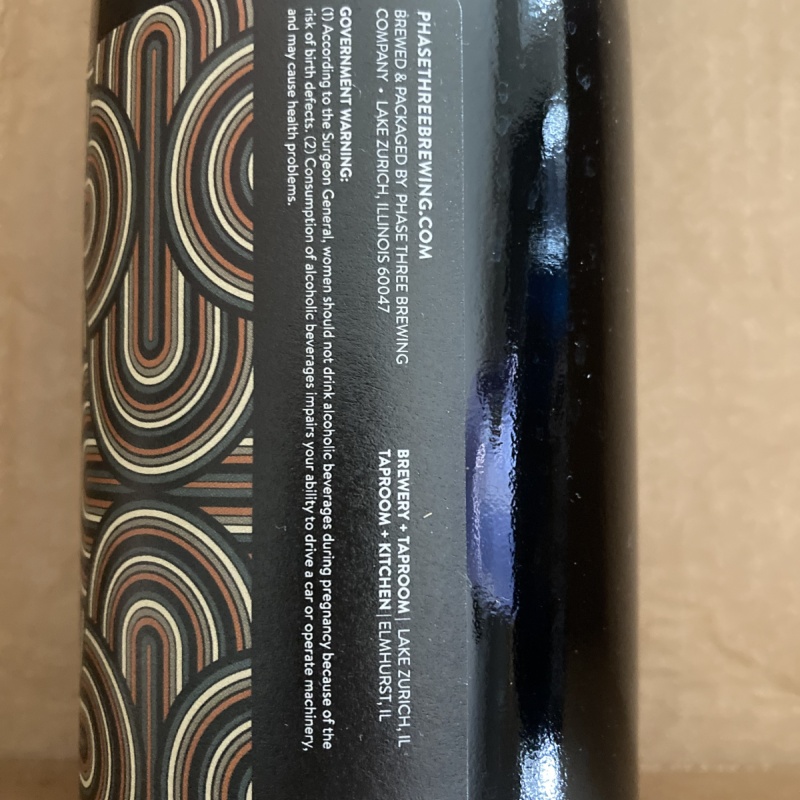 PHASETHREEBREWING.COM
BREWED & PACKAGED BY PHASE THREE BREWING
COMPANY • LAKE ZURICH, ILLINOIS 60047
BREWERY + TAPROOM | LAKE ZURICH, IL
TAPROOM + KITCHEN | ELMHURST, IL
GOVERNMENT WARNING:
(1) According to the Surgeon General, women should not drink alcoholic beverages during pregnancy because of the
risk of birth defects. (2) Consumption of alcoholic beverages impairs your ability to drive a car or operate machinery,
and may cause health problems.